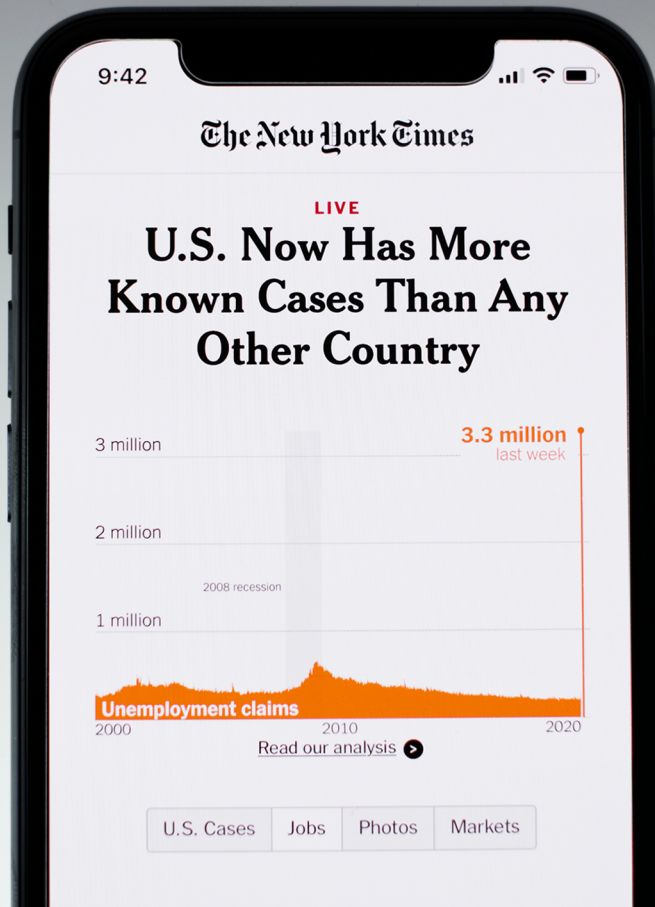 9:42
The New York Times
LIVE
U.S. Now Has More
Known Cases Than Any
Other Country
3.3 million
last week
3 million
2 million
2008 recession
1 million
Unemployment claims
2000 2010 2020
Read our analysis
U.S. Cases Jobs Photos Markets